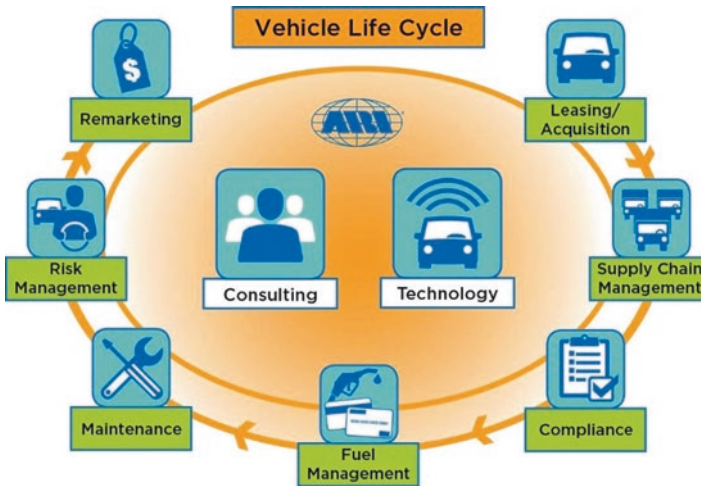 Vehicle Life Cycle
ARI
$
Remarketing
Leasing/
Acquisition
Risk
Management
Consulting
Technology
Supply Chain
Management
Maintenance
Fuel
Management
Compliance